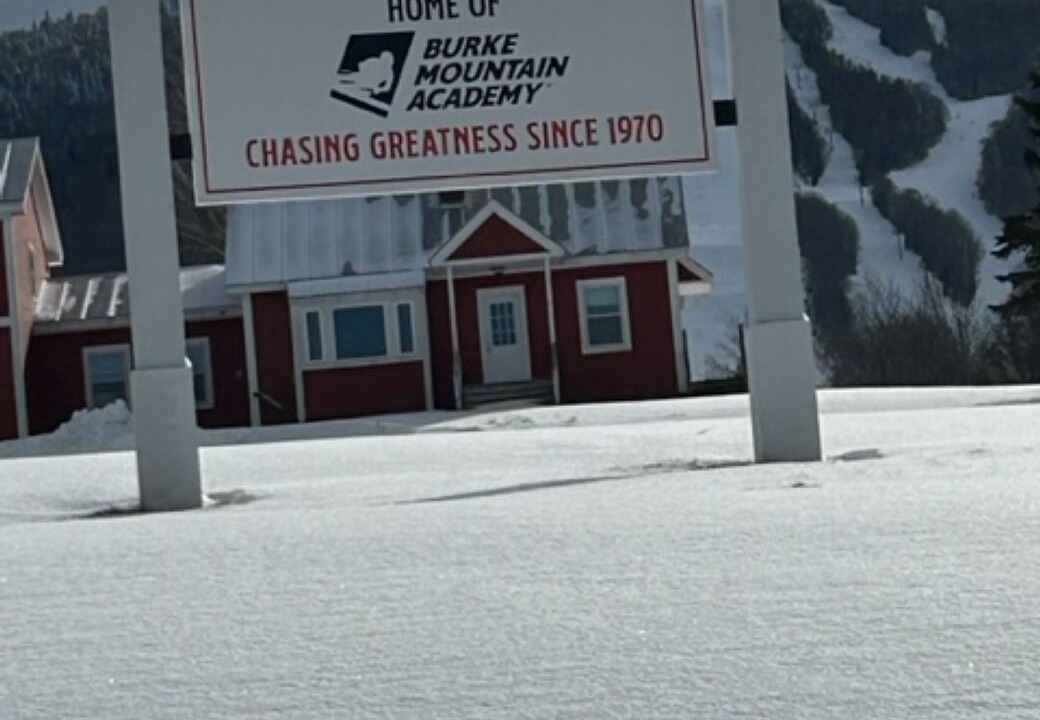 HOME OF
BURKE
MOUNTAIN
ACADEMY
CHASING GREATNESS SINCE 1970